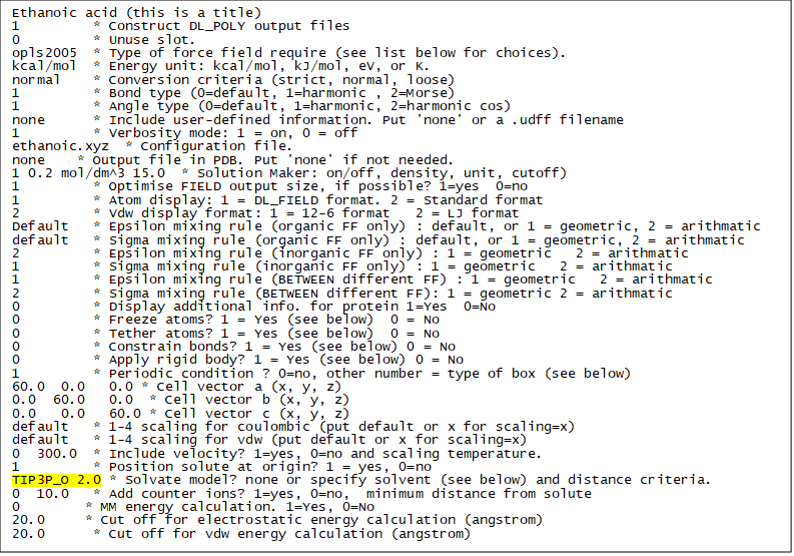 Ethanoic acid (this is a title)
1 * Construct DL_POLY output files
0 * Unuse slot.
opls2005 * Type of force field require (see list below for choices).
kcal/mol * Energy unit: kcal/mol, kJ/mol, eV, or K.
normal * Conversion criteria (strict, normal, loose)
1 * Bond type (0=default, 1=harmonic , 2=Morse)
1 * Angle type (0=default, 1=harmonic, 2=harmonic cos)
none * Include user-defined information. Put 'none' or a .udff filename
1 * Verbosity mode: 1 = on, 0 = off
ethanoic.xyz * Configuration file.
none * Output file in PDB. Put 'none' if not needed.
1 0.2 mol/dm^3 15.0 * Solution Maker: on/off, density, unit, cutoff)
1 * Optimise FIELD output size, if possible? 1=yes 0=no
1 * Atom display: 1 = DL_FIELD format. 2 = Standard format
2 * Vdw display format: 1 = 12-6 format 2 = LJ format
Default * Epsilon mixing rule (organic FF only) : default, or 1 = geometric, 2 = arithmatic
default * Sigma mixing rule (organic FF only) : default, or 1 = geometric, 2 = arithmatic
2 * Epsilon mixing rule (inorganic FF only) : 1 = geometric 2 = arithmatic
1 * Sigma mixing rule (inorganic FF only) : 1 = geometric 2 = arithmatic
1 * Epsilon mixing rule (BETWEEN different FF) : 1 = geometric 2 = arithmatic
2 * Sigma mixing rule (BETWEEN different FF): 1 = geometric 2 = arithmatic
0 * Display additional info. for protein 1=Yes 0=No
0 * Freeze atoms? 1 = Yes (see below) 0 = No
0 * Tether atoms? 1 = Yes (see below) 0 = No
0 * Constrain bonds? 1 = Yes (see below) 0 = No
0 * Apply rigid body? 1 = Yes (see below) 0 = No
1 * Periodic condition ? 0=no, other number = type of box (see below)
60.0 0.0 0.0 * Cell vector a (x, y, z)
0.0 60.0 0.0 * Cell vector b (x, y, z)
0.0 0.0 60.0 * Cell vector c (x, y, z)
default * 1-4 scaling for coulombic (put default or x for scaling=x)
default * 1-4 scaling for vdw (put default or x for scaling=x)
0 300.0 * Include velocity? 1=yes, 0=no and scaling temperature.
1 * Position solute at origin? 1 = yes, 0=no
TIP3P_O 2.0 * Solvate model? none or specify solvent (see below) and distance criteria.
0 10.0 * Add counter ions? 1=yes, 0=no, minimum distance from solute
0 * MM energy calculation. 1=Yes, 0=No
20.0 * Cut off for electrostatic energy calculation (angstrom)
20.0 * Cut off for vdw energy calculation (angstrom)